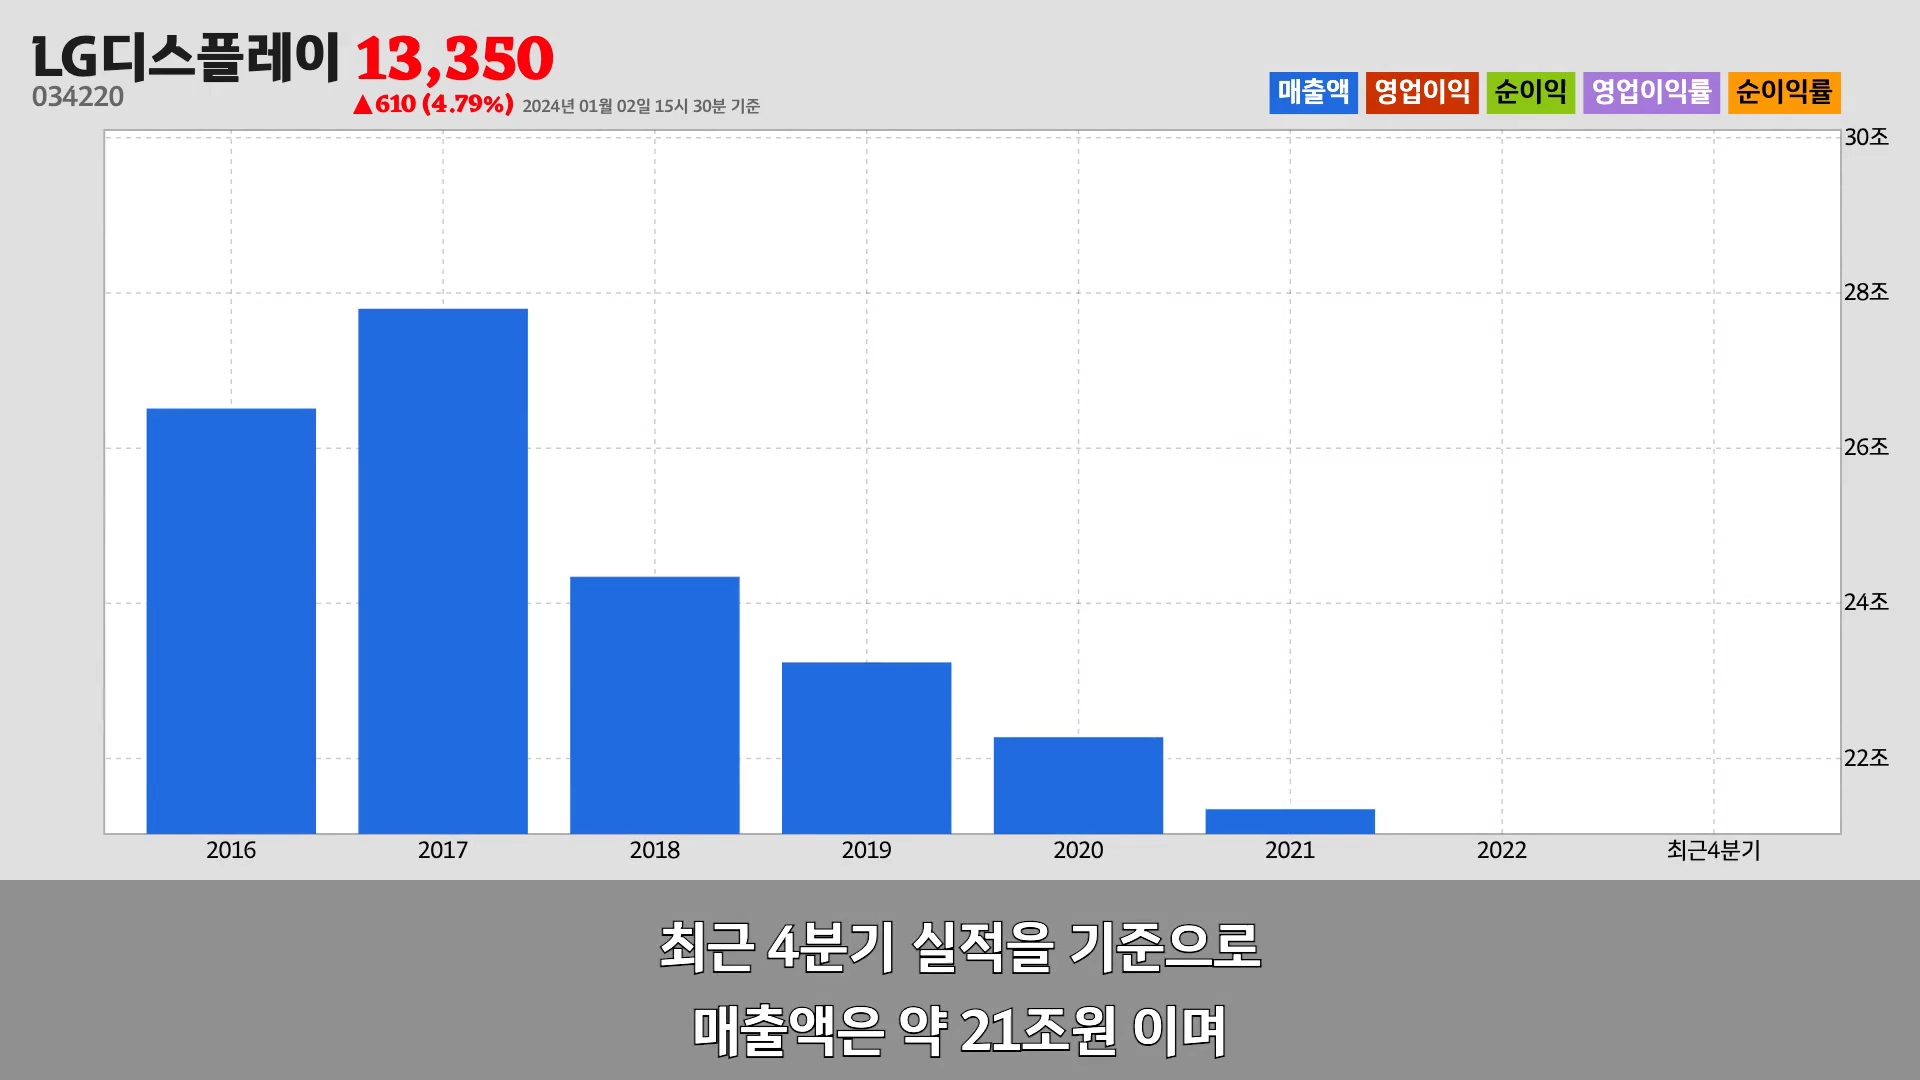 LG디스플레이 13,350
034220
▲610 (4.79%) 2024년 01월 02일 15시 30분 기준
매출액 영업이익 순이익 영업이익률 순이익률
30조
28조
26조
24조
22조
2016 2017 2018 2019 2020 2021 2022 최근4분기
최근 4분기 실적을 기준으로
매출액은 약 21조원 이며